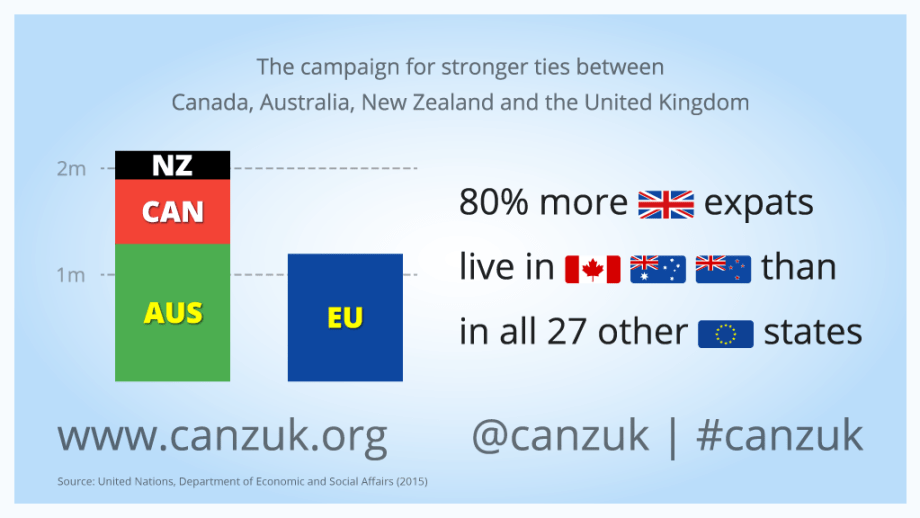 The campaign for stronger ties between
Canada, Australia, New Zealand and the United Kingdom
2m
NZ
CAN
1m
AUS
EU
80% more expats
live in than
in all 27 other states
www.canzuk.org
@canzuk | #canzuk
Source: United Nations, Department of Economic and Social Affairs (2015)